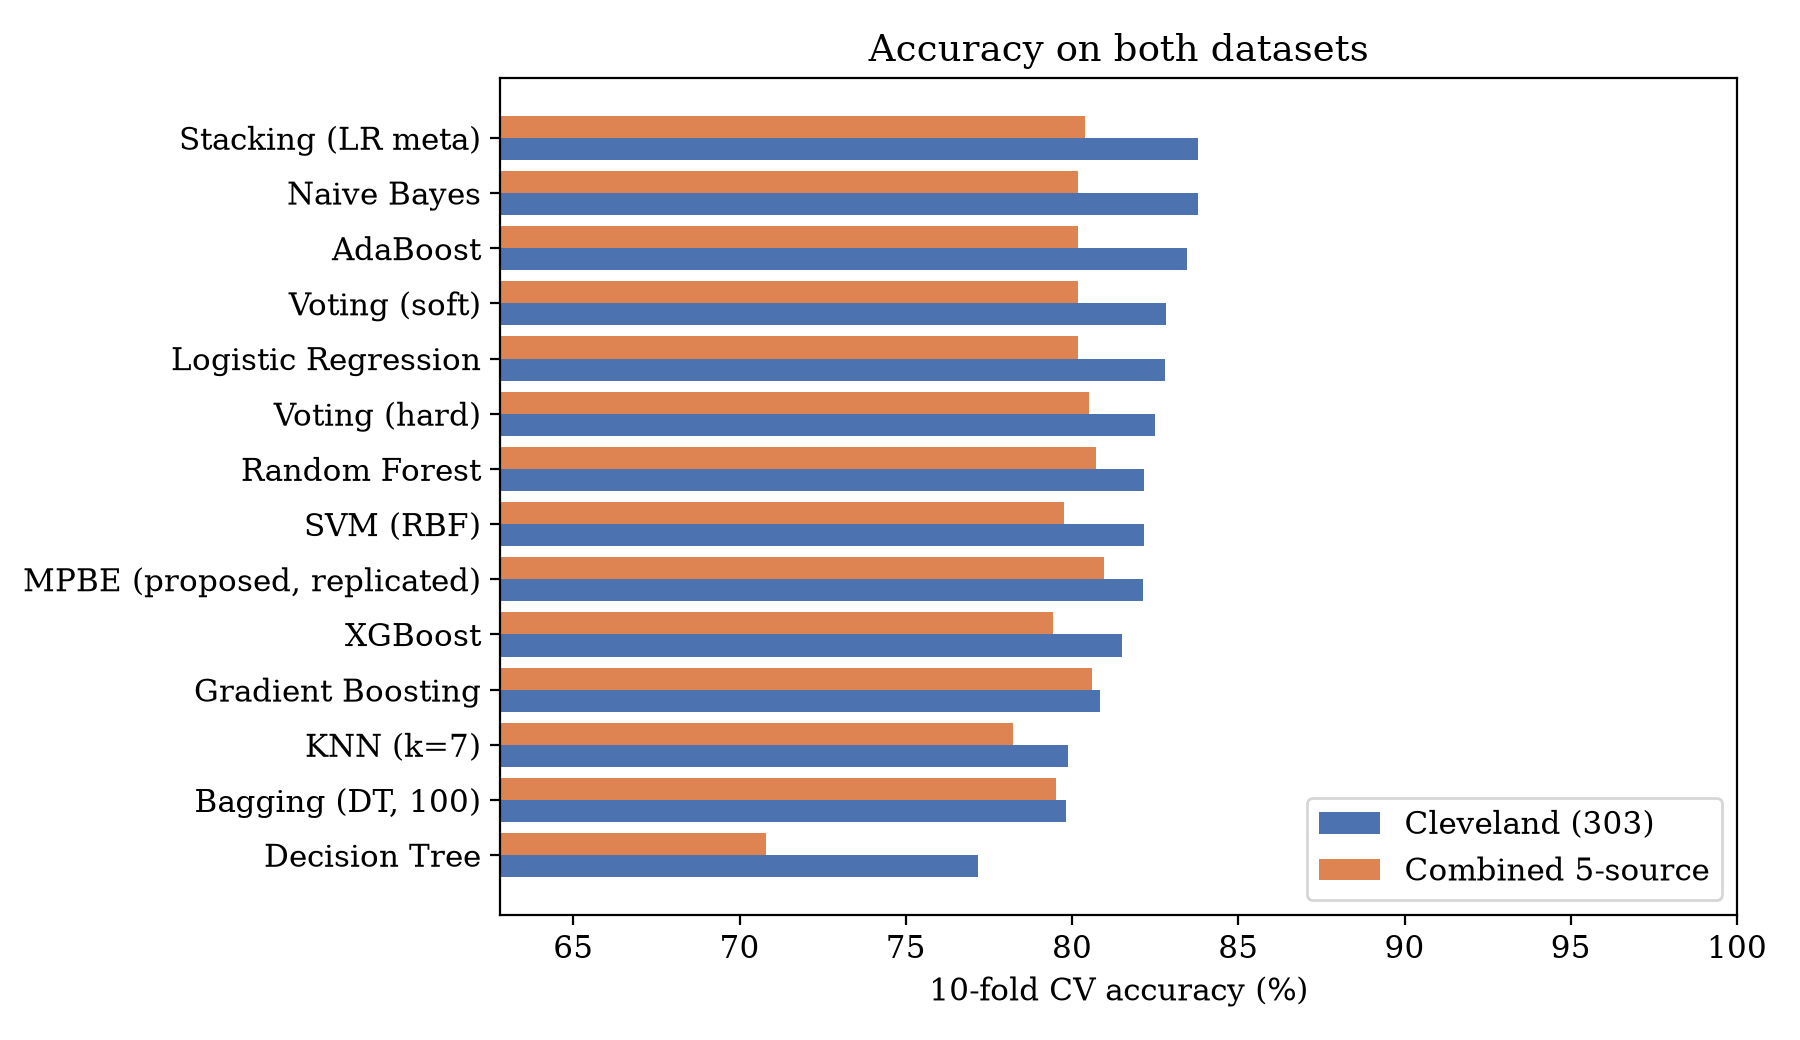 Accuracy on both datasets
Stacking (LR meta)
Naive Bayes
AdaBoost
Voting (soft)
Logistic Regression
Voting (hard)
Random Forest
SVM (RBF)
MPBE (proposed, replicated)
XGBoost
Gradient Boosting
KNN (k=7)
Bagging (DT, 100)
Decision Tree
Cleveland (303)
Combined 5-source
65 70 75 80 85 90 95 100
10-fold CV accuracy (%)